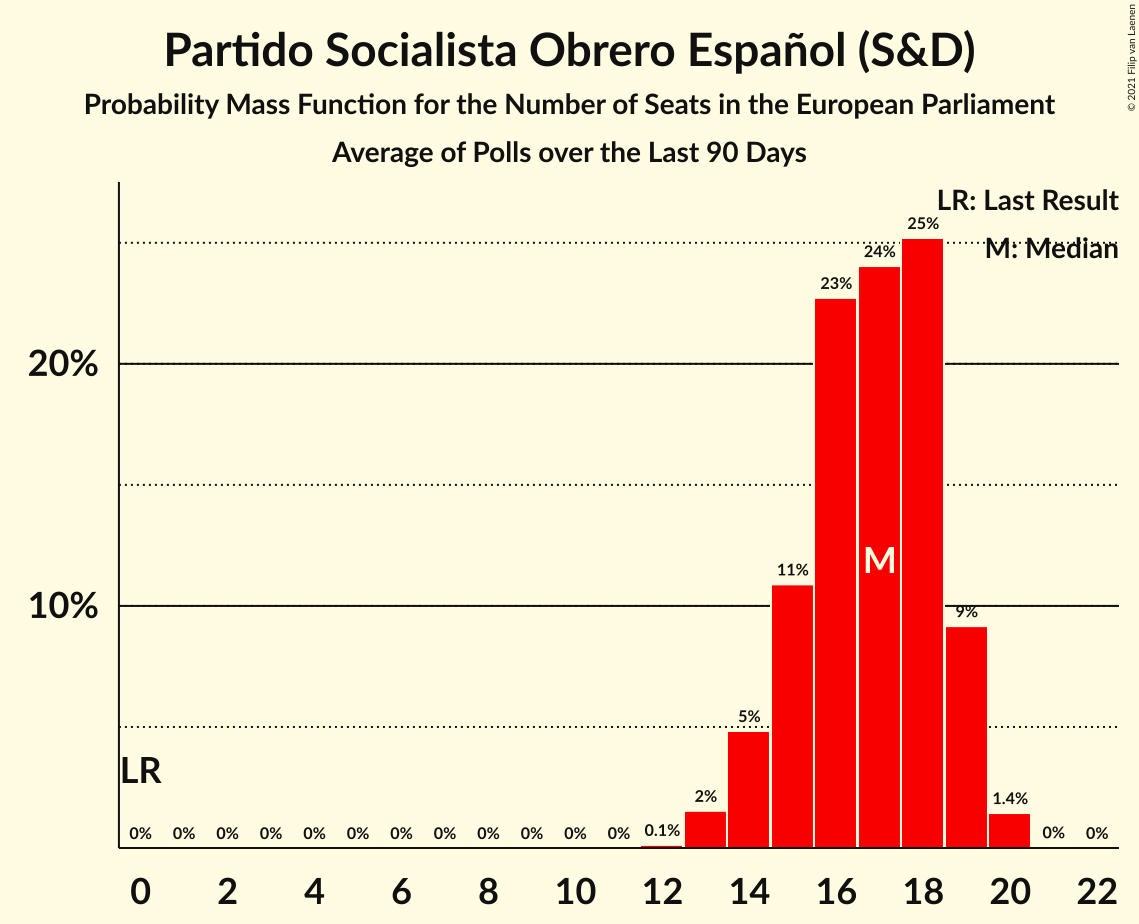 Partido Socialista Obrero Español (S&D)
Probability Mass Function for the Number of Seats in the European Parliament
Average of Polls over the Last 90 Days
© 2021 Filip van Laenen
LR: Last Result
M: Median
25%
24%
23%
20%
M
11%
10%
9%
5%
LR
2%
1.4%
0% 0% 0% 0% 0% 0% 0% 0% 0% 0% 0% 0% 0.1% 0% 0%
0 2 4 6 8 10 12 14 16 18 20 22